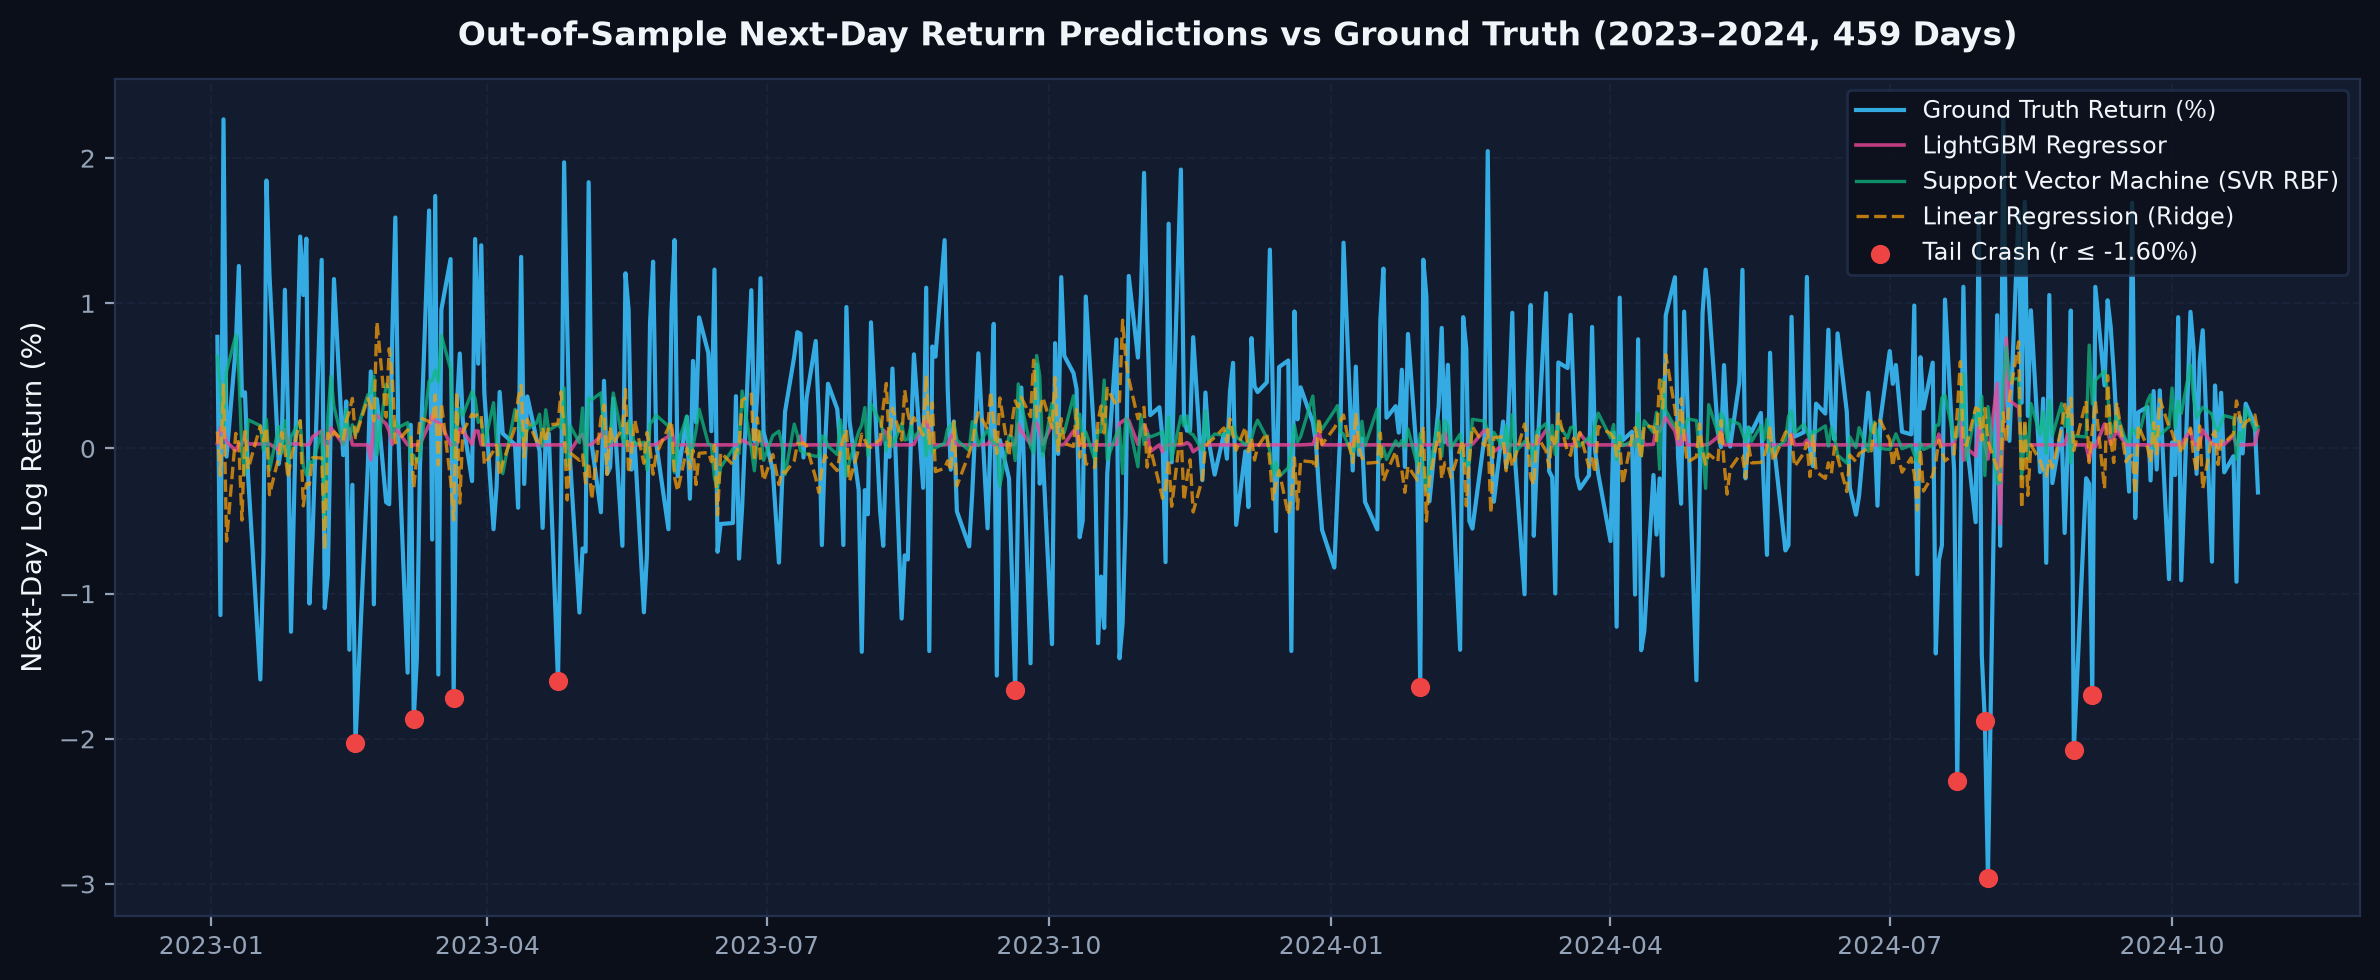 Out-of-Sample Next-Day Return Predictions vs Ground Truth (2023–2024, 459 Days)
Ground Truth Return (%)
LightGBM Regressor
Support Vector Machine (SVR RBF)
Linear Regression (Ridge)
Tail Crash (r ≤ -1.60%)
Next-Day Log Return (%)
2
1
0
−1
−2
−3
2023-01
2023-04
2023-07
2023-10
2024-01
2024-04
2024-07
2024-10